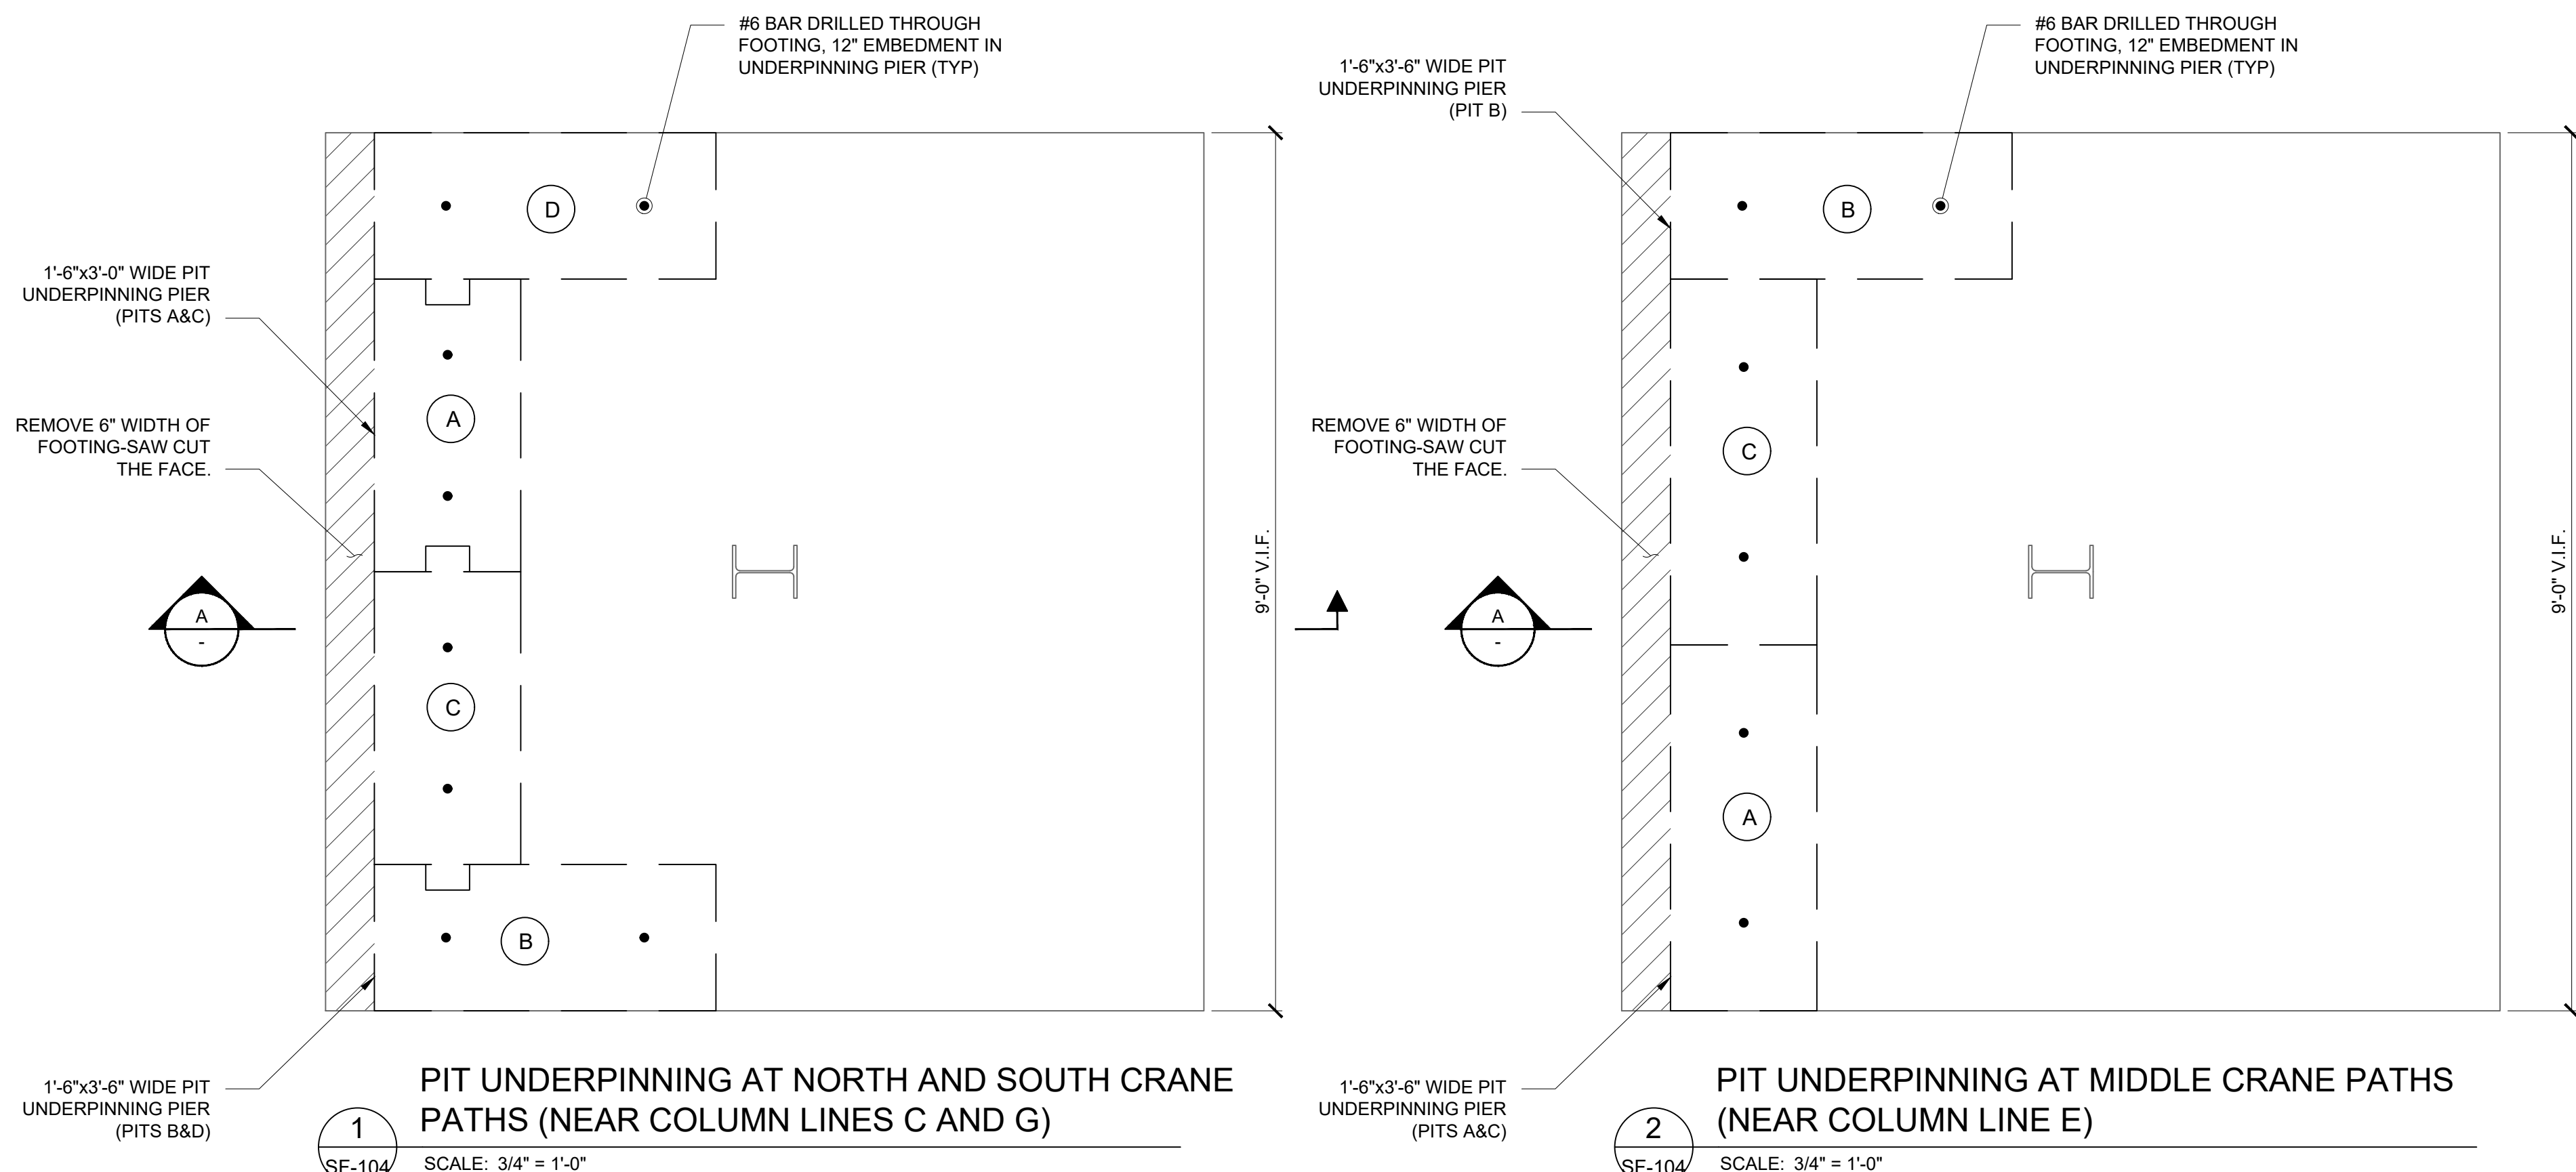 #6 BAR DRILLED THROUGH
FOOTING, 12" EMBEDMENT IN
UNDERPINNING PIER (TYP)
1'-6"x3'-0" WIDE PIT
UNDERPINNING PIER
(PITS A&C)
REMOVE 6" WIDTH OF
FOOTING-SAW CUT
THE FACE.
D
A
C
B
A
-
9'-0" V.I.F.
1'-6"x3'-6" WIDE PIT
UNDERPINNING PIER
(PITS B&D)
1
SF-104
PIT UNDERPINNING AT NORTH AND SOUTH CRANE
PATHS (NEAR COLUMN LINES C AND G)
SCALE: 3/4" = 1'-0"
#6 BAR DRILLED THROUGH
FOOTING, 12" EMBEDMENT IN
UNDERPINNING PIER (TYP)
1'-6"x3'-6" WIDE PIT
UNDERPINNING PIER
(PIT B)
REMOVE 6" WIDTH OF
FOOTING-SAW CUT
THE FACE.
B
C
A
A
-
9'-0" V.I.F.
1'-6"x3'-6" WIDE PIT
UNDERPINNING PIER
(PITS A&C)
2
SF-104
PIT UNDERPINNING AT MIDDLE CRANE PATHS
(NEAR COLUMN LINE E)
SCALE: 3/4" = 1'-0"